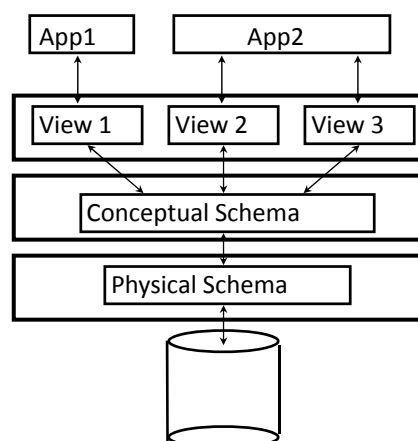 App1
App2
View 1
View 2
View 3
Conceptual Schema
Physical Schema